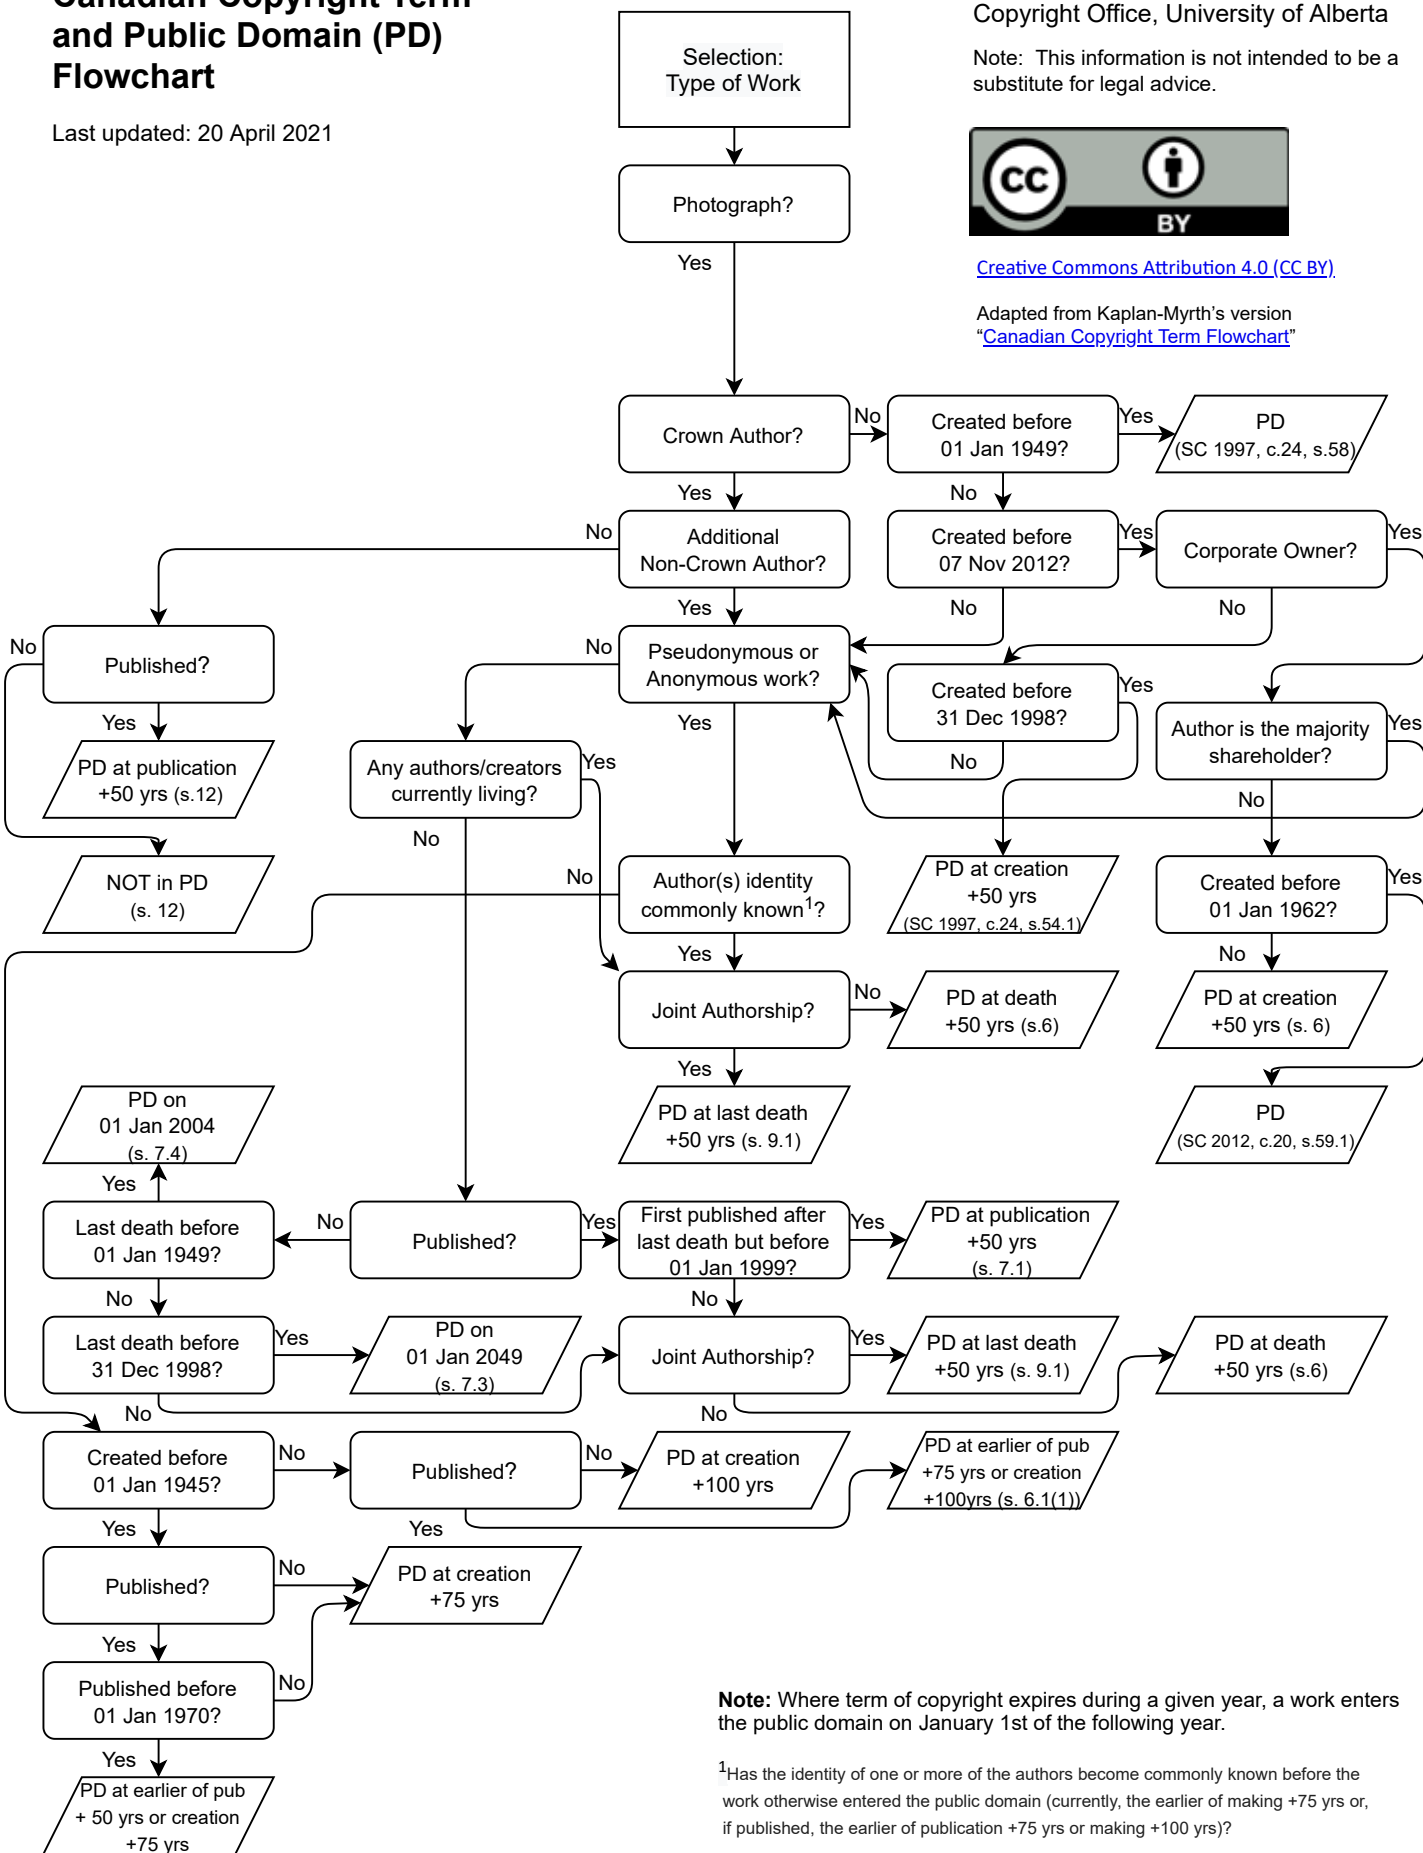 Canadian Copyright Term
and Public Domain (PD)
Flowchart
Last updated: 20 April 2021
Selection:
Type of Work
Copyright Office, University of Alberta
Note: This information is not intended to be a
substitute for legal advice.
CC
BY
Creative Commons Attribution 4.0 (CC BY)
Adapted from Kaplan-Myrth’s version
“Canadian Copyright Term Flowchart”
Photograph?
Yes
Crown Author?
No
Created before
01 Jan 1949?
Yes
PD
(SC 1997, c.24, s.58)
Yes
No
No
Additional
Non-Crown Author?
Created before
07 Nov 2012?
Yes
Corporate Owner?
Yes
Yes
No
No
No
Published?
No
Pseudonymous or
Anonymous work?
Created before
31 Dec 1998?
Yes
Author is the majority
shareholder?
Yes
Yes
Yes
No
No
PD at publication
+50 yrs (s.12)
Any authors/creators
currently living?
Yes
No
NOT in PD
(s. 12)
No
Author(s) identity
commonly known1?
PD at creation
+50 yrs
(SC 1997, c.24, s.54.1)
Created before
01 Jan 1962?
Yes
Yes
No
Joint Authorship?
No
PD at death
+50 yrs (s.6)
PD at creation
+50 yrs (s. 6)
Yes
PD at last death
+50 yrs (s. 9.1)
PD
(SC 2012, c.20, s.59.1)
PD on
01 Jan 2004
(s. 7.4)
Yes
Last death before
01 Jan 1949?
No
Published?
Yes
First published after
last death but before
01 Jan 1999?
Yes
PD at publication
+50 yrs
(s. 7.1)
No
No
Last death before
31 Dec 1998?
Yes
PD on
01 Jan 2049
(s. 7.3)
Joint Authorship?
Yes
PD at last death
+50 yrs (s. 9.1)
PD at death
+50 yrs (s.6)
No
No
Created before
01 Jan 1945?
No
Published?
No
PD at creation
+100 yrs
PD at earlier of pub
+75 yrs or creation
+100yrs (s. 6.1(1))
Yes
Yes
Published?
No
PD at creation
+75 yrs
Yes
Published before
01 Jan 1970?
No
Yes
PD at earlier of pub
+ 50 yrs or creation
+75 yrs
Note: Where term of copyright expires during a given year, a work enters
the public domain on January 1st of the following year.
1Has the identity of one or more of the authors become commonly known before the
work otherwise entered the public domain (currently, the earlier of making +75 yrs or,
if published, the earlier of publication +75 yrs or making +100 yrs)?